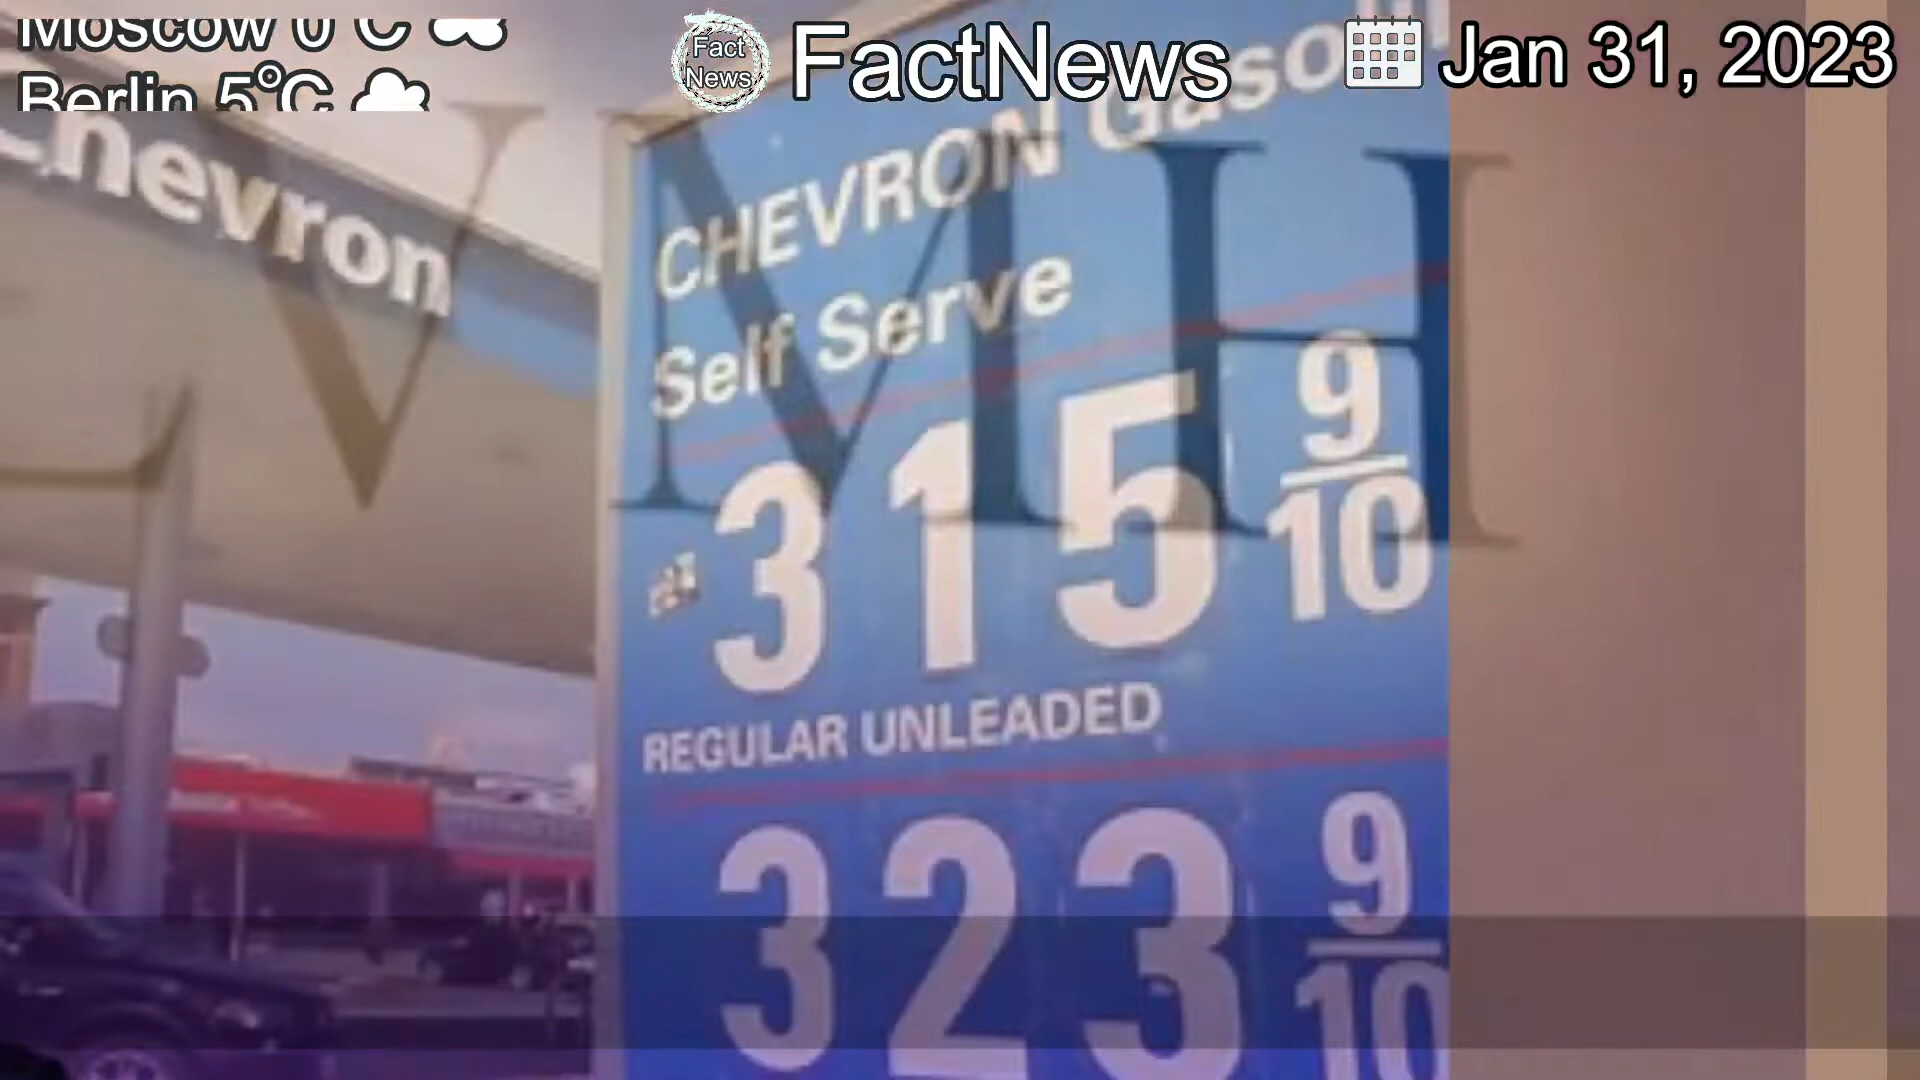 Moscow 0°C
Berlin 5°C
Fact
News
FactNews
Jan 31, 2023
Chevron
LVMH
CHEVRON
Self Serve
315 9/10
REGULAR UNLEADED
323 9/10